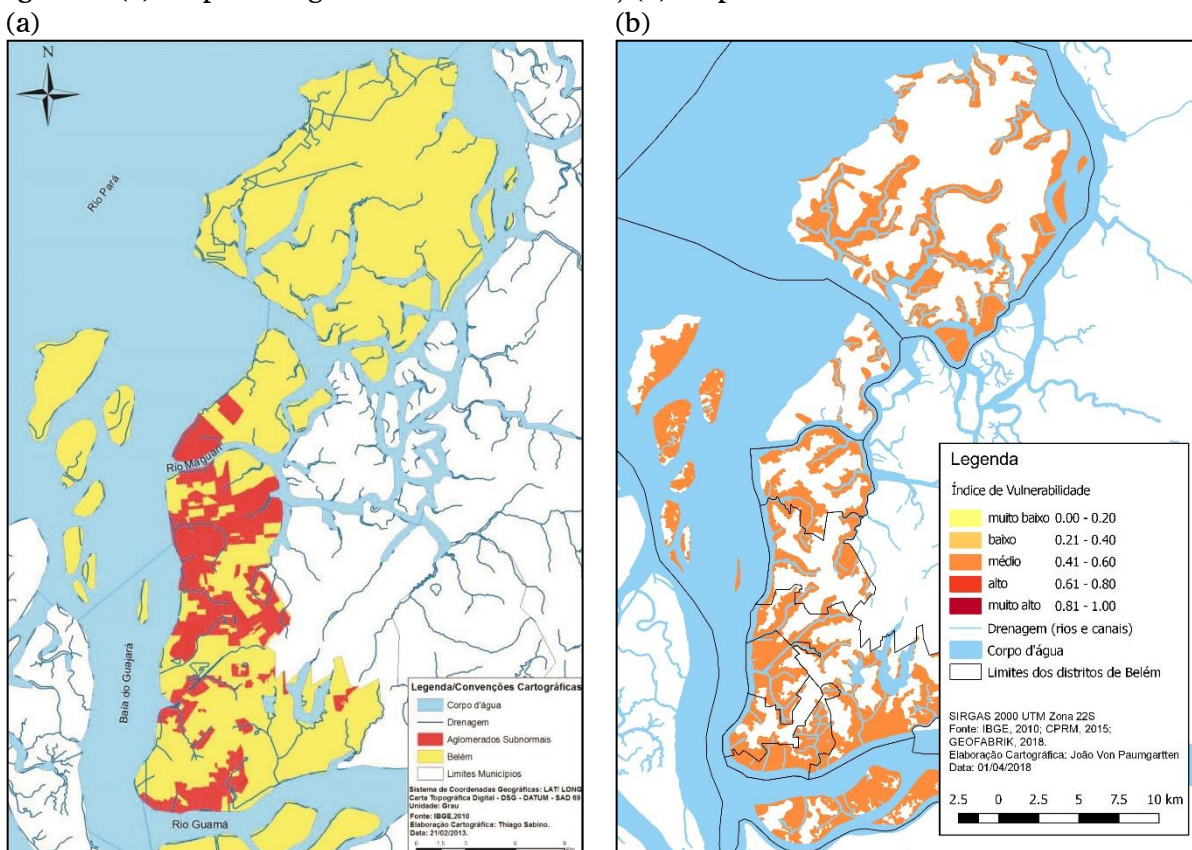 (a)
(b)
N
Rio Pará
Rio Maguari
Baía do Guajará
Rio Guamá
Legenda/Convenções Cartográficas
Corpo d'água
Drenagem
Aglomerados Subnormais
Belém
Limites Municípios
Sistema de Coordenadas Geográficas: LAT/ LONG
Carta Topográfica Digital - DSG - DATUM - SAD 69
Unidade: Grau
Fonte: IBGE,2010
Elaboração Cartográfica: Thiago Sabino.
Data: 21/02/2013.
0 1,5 3 6 9
Legenda
Índice de Vulnerabilidade
muito baixo 0.00 - 0.20
baixo 0.21 - 0.40
médio 0.41 - 0.60
alto 0.61 - 0.80
muito alto 0.81 - 1.00
Drenagem (rios e canais)
Corpo d'água
Limites dos distritos de Belém
SIRGAS 2000 UTM Zona 22S
Fonte: IBGE, 2010; CPRM, 2015;
GEOFABRIK, 2018.
Elaboração Cartográfica: João Von Paumgartten
Data: 01/04/2018
2.5 0 2.5 5 7.5 10 km